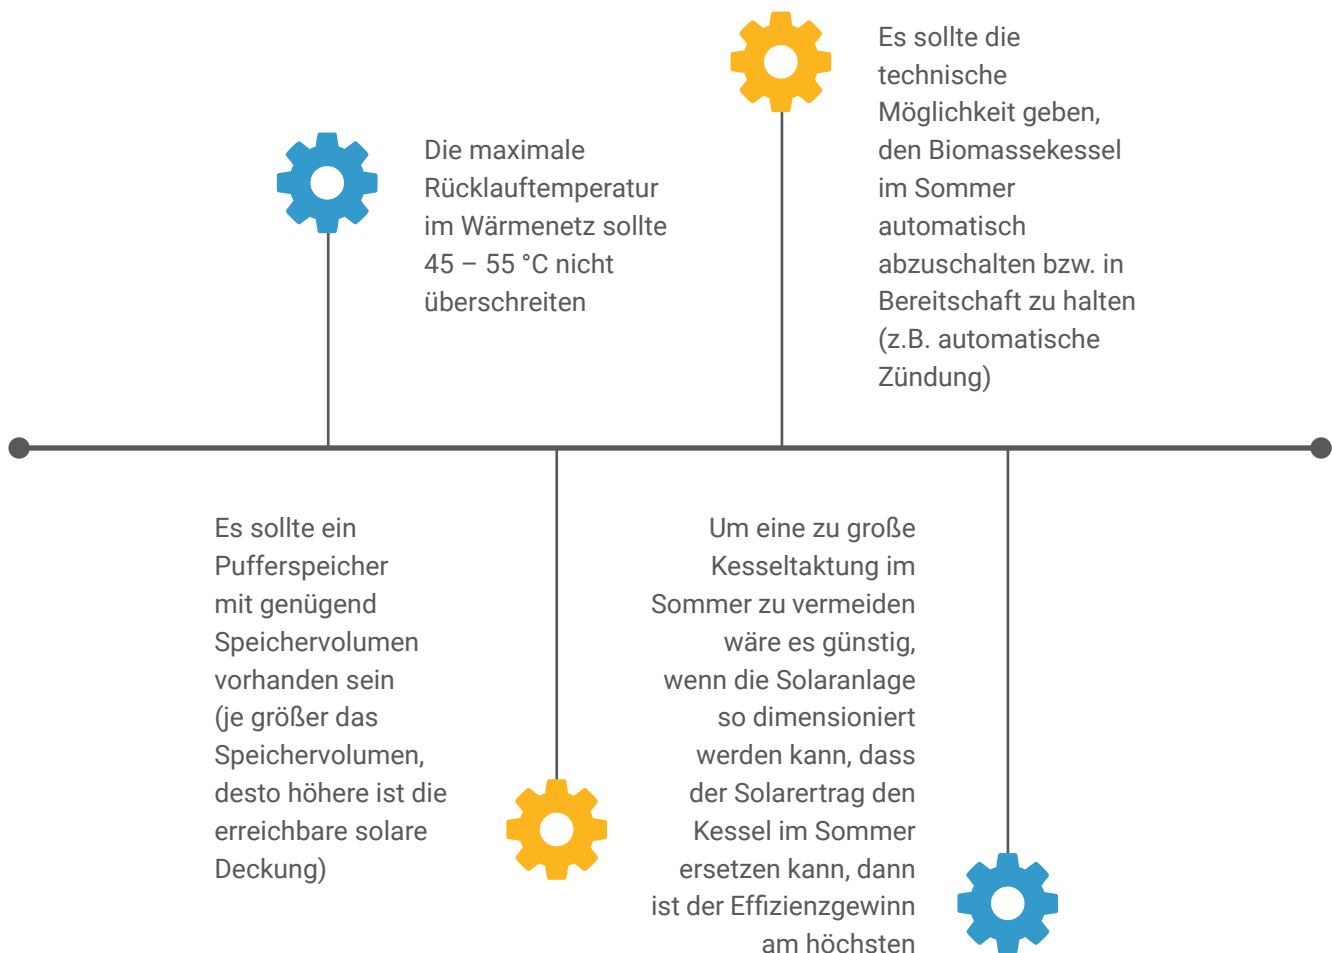 Die maximale
Rücklauftemperatur
im Wärmenetz sollte
45 – 55 °C nicht
überschreiten
Es sollte die
technische
Möglichkeit geben,
den Biomassekessel
im Sommer
automatisch
abzuschalten bzw. in
Bereitschaft zu halten
(z.B. automatische
Zündung)
Es sollte ein
Pufferspeicher
mit genügend
Speichervolumen
vorhanden sein
(je größer das
Speichervolumen,
desto höhere ist die
erreichbare solare
Deckung)
Um eine zu große
Kesseltaktung im
Sommer zu vermeiden
wäre es günstig,
wenn die Solaranlage
so dimensioniert
werden kann, dass
der Solarertrag den
Kessel im Sommer
ersetzen kann, dann
ist der Effizienzgewinn
am höchsten